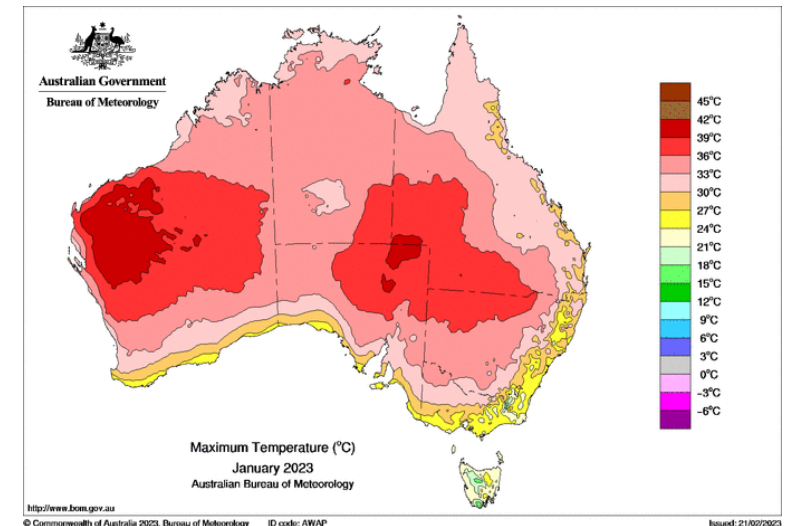 Australian Government
Bureau of Meteorology
45°C
42°C
39°C
36°C
33°C
30°C
27°C
24°C
21°C
18°C
15°C
12°C
9°C
6°C
3°C
0°C
-3°C
-6°C
Maximum Temperature (°C)
January 2023
Australian Bureau of Meteorology
http://www.bom.gov.au
© Commonwealth of Australia 2023, Bureau of Meteorology ID code: AWAP Issued: 21/02/2023